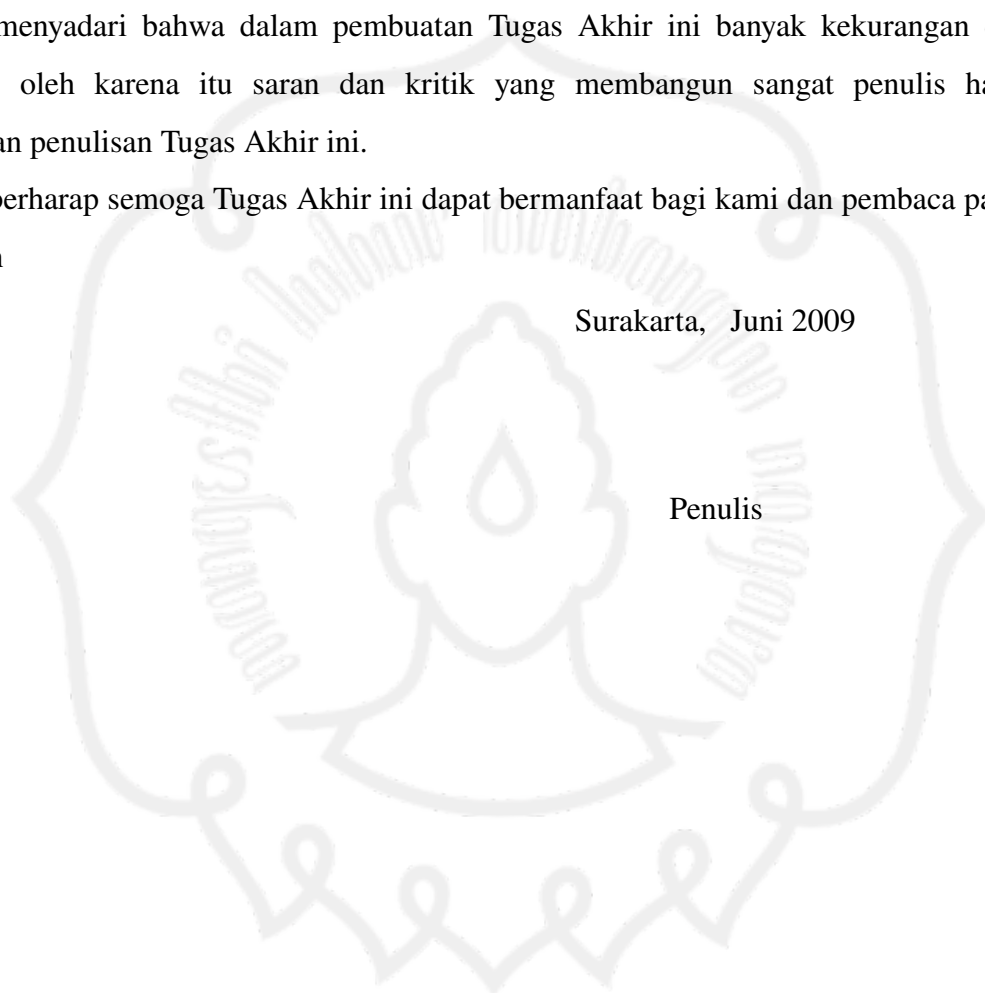 menyadari bahwa dalam pembuatan Tugas Akhir ini banyak kekurangan
oleh karena itu saran dan kritik yang membangun sangat penulis ha
an penulisan Tugas Akhir ini.
berharap semoga Tugas Akhir ini dapat bermanfaat bagi kami dan pembaca pa
Surakarta, Juni 2009
Penulis